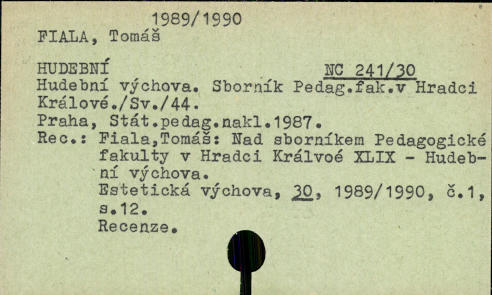 1989/1990
FIALA, Tomáš
HUDEBNÍ NC 241/30
Hudební výchova. Sborník Pedag.fak.v Hradci
Králové./Sv./44.
Praha, Stát.pedag.nakl.1987.
Rec.: Fiala,Tomáš: Nad sborníkem Pedagogické
fakulty v Hradci Králvoé XLIX - Hudeb-
ní výchova.
Estetická výchova, 30, 1989/1990, č.1,
s.12.
Recenze.